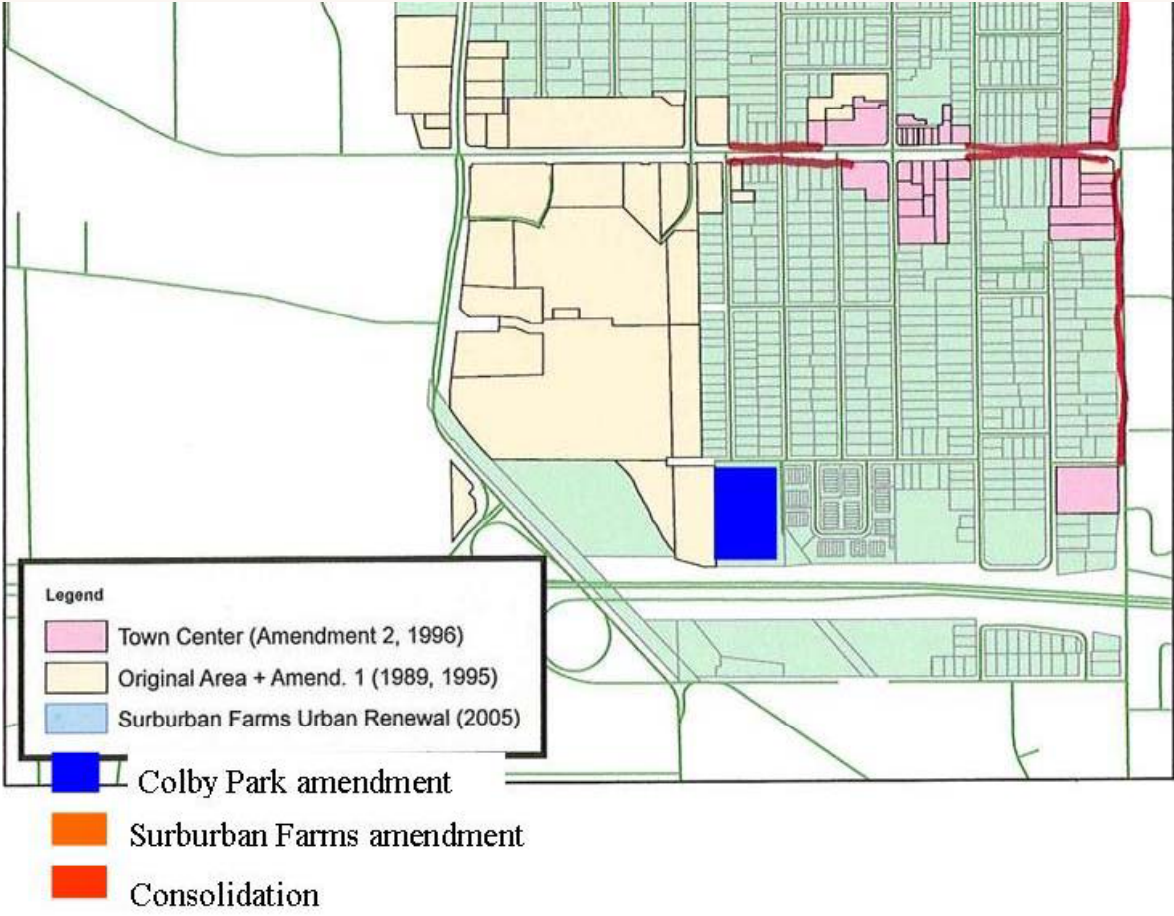 Legend
Town Center (Amendment 2, 1996)
Original Area + Amend. 1 (1989, 1995)
Surburban Farms Urban Renewal (2005)
Colby Park amendment
Surburban Farms amendment
Consolidation